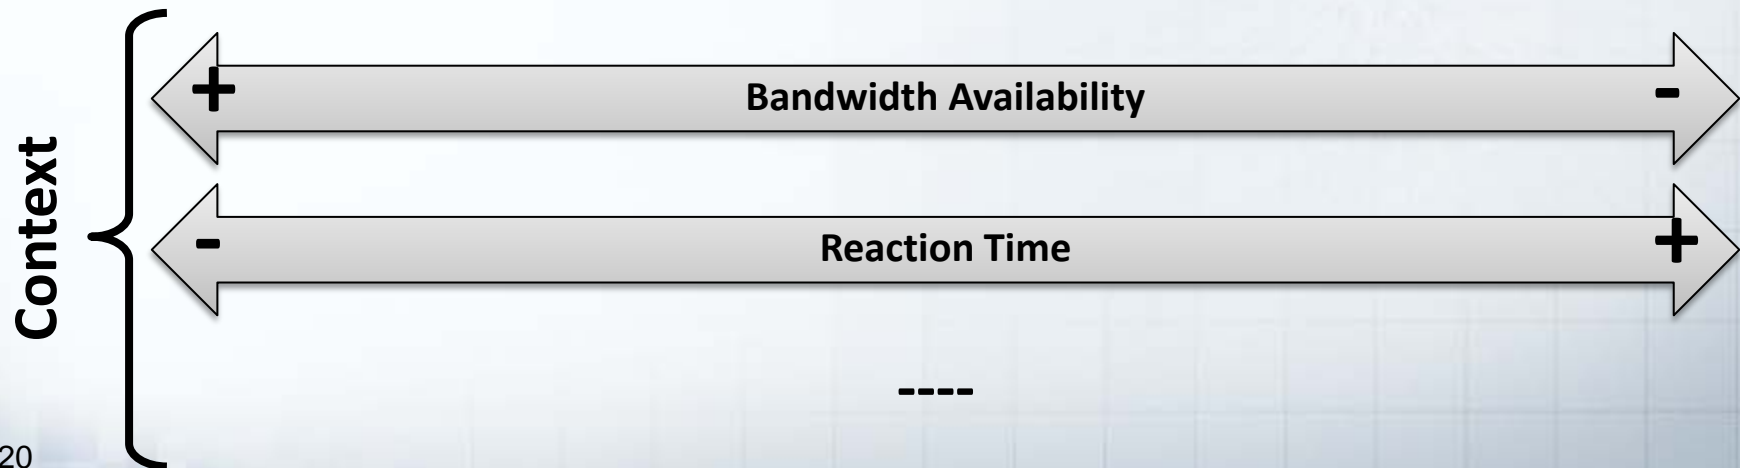 Context
+ Bandwidth Availability -
- Reaction Time +
----
20